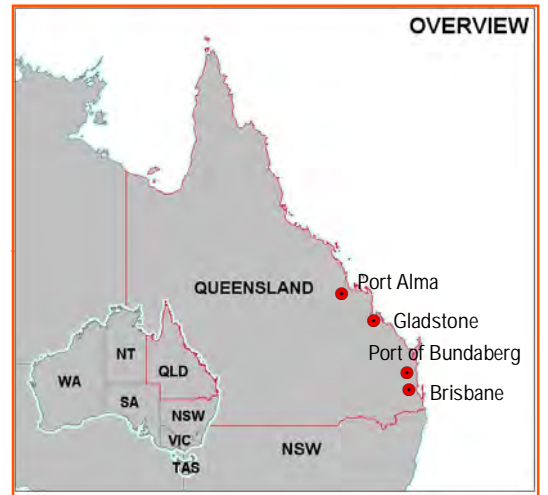 OVERVIEW
QUEENSLAND
Port Alma
Gladstone
Port of Bundaberg
Brisbane
NSW
WA
NT
QLD
SA
NSW
VIC
TAS